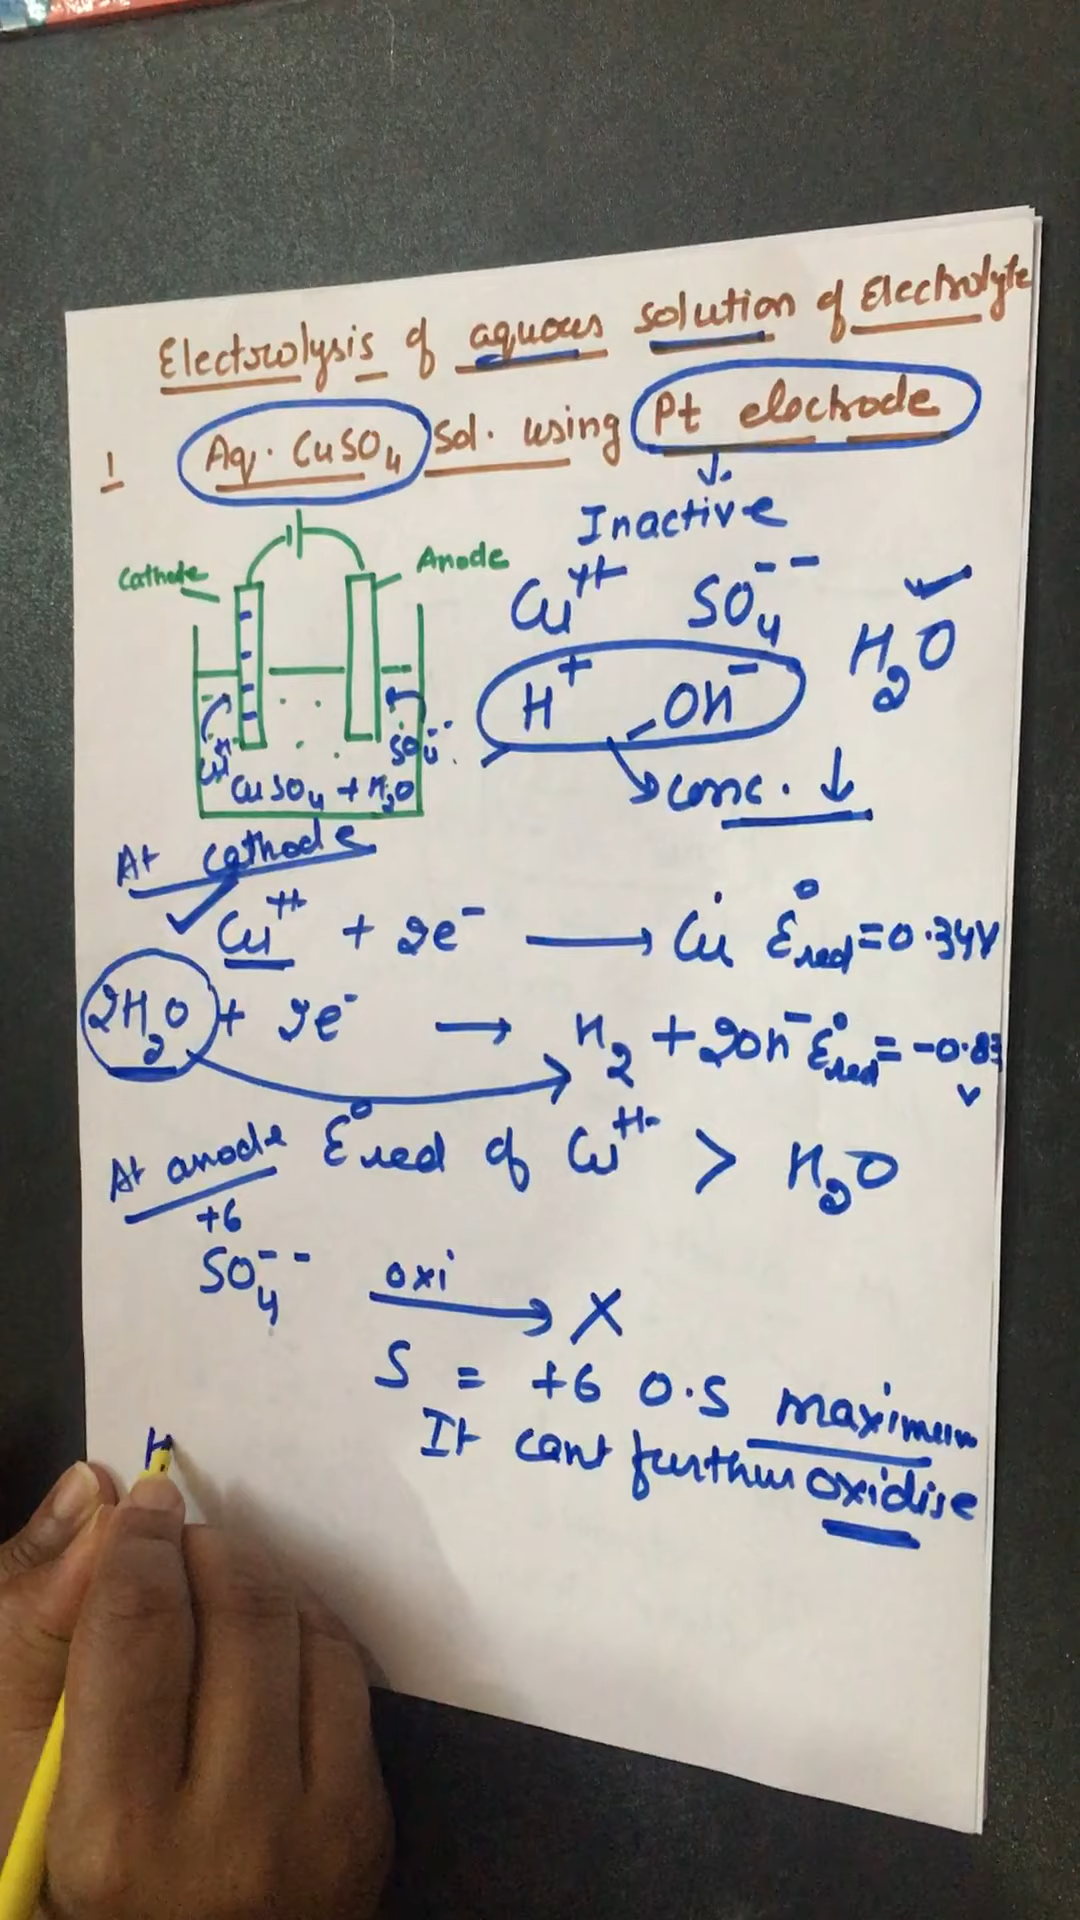 Electrolysis of aquous solution of Electrolyte
1 Aq. CuSO4 sol. using Pt electrode
↓
Inactive
Cathode
Anode
Cu++ SO4-- H2O
H+ OH-
→ conc. ↓
Cu++ SO4--
CuSO4 + H2O
At cathode
Cu++ + 2e- → Cu E°red = 0.34V
2H2O + 2e- → H2 + 2OH- E°red = -0.83
v
E°red of Cu++ > H2O
At anode
+6
SO4-- oxi → X
S = +6 O.S maximum
It cant further oxidise
H